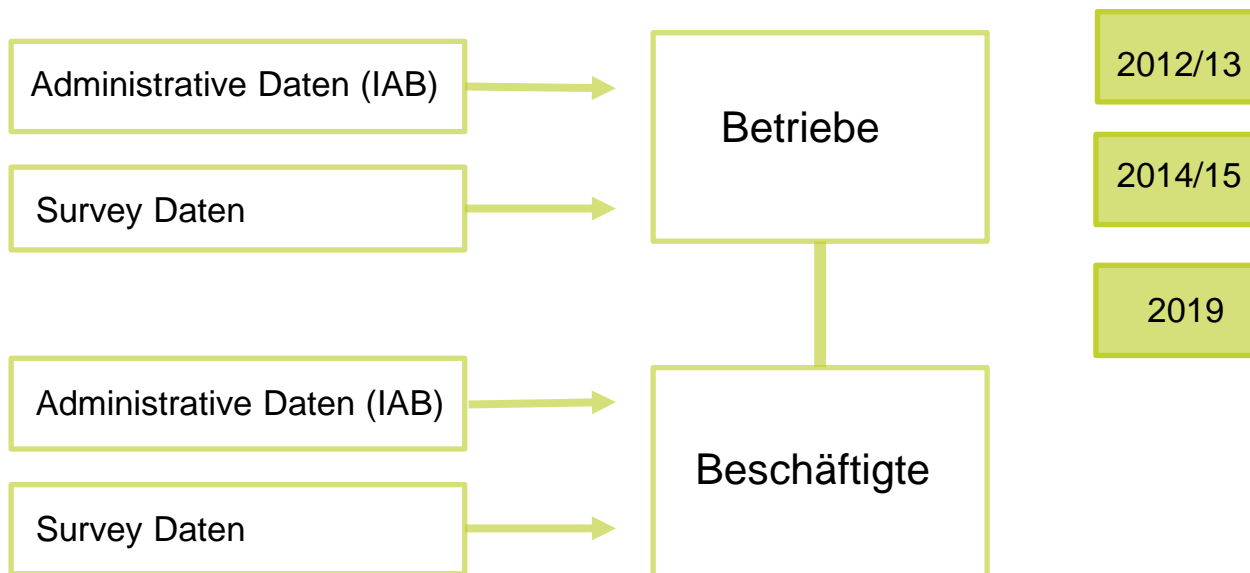 Administrative Daten (IAB)
Survey Daten
Betriebe
Administrative Daten (IAB)
Survey Daten
Beschäftigte
2012/13
2014/15
2019